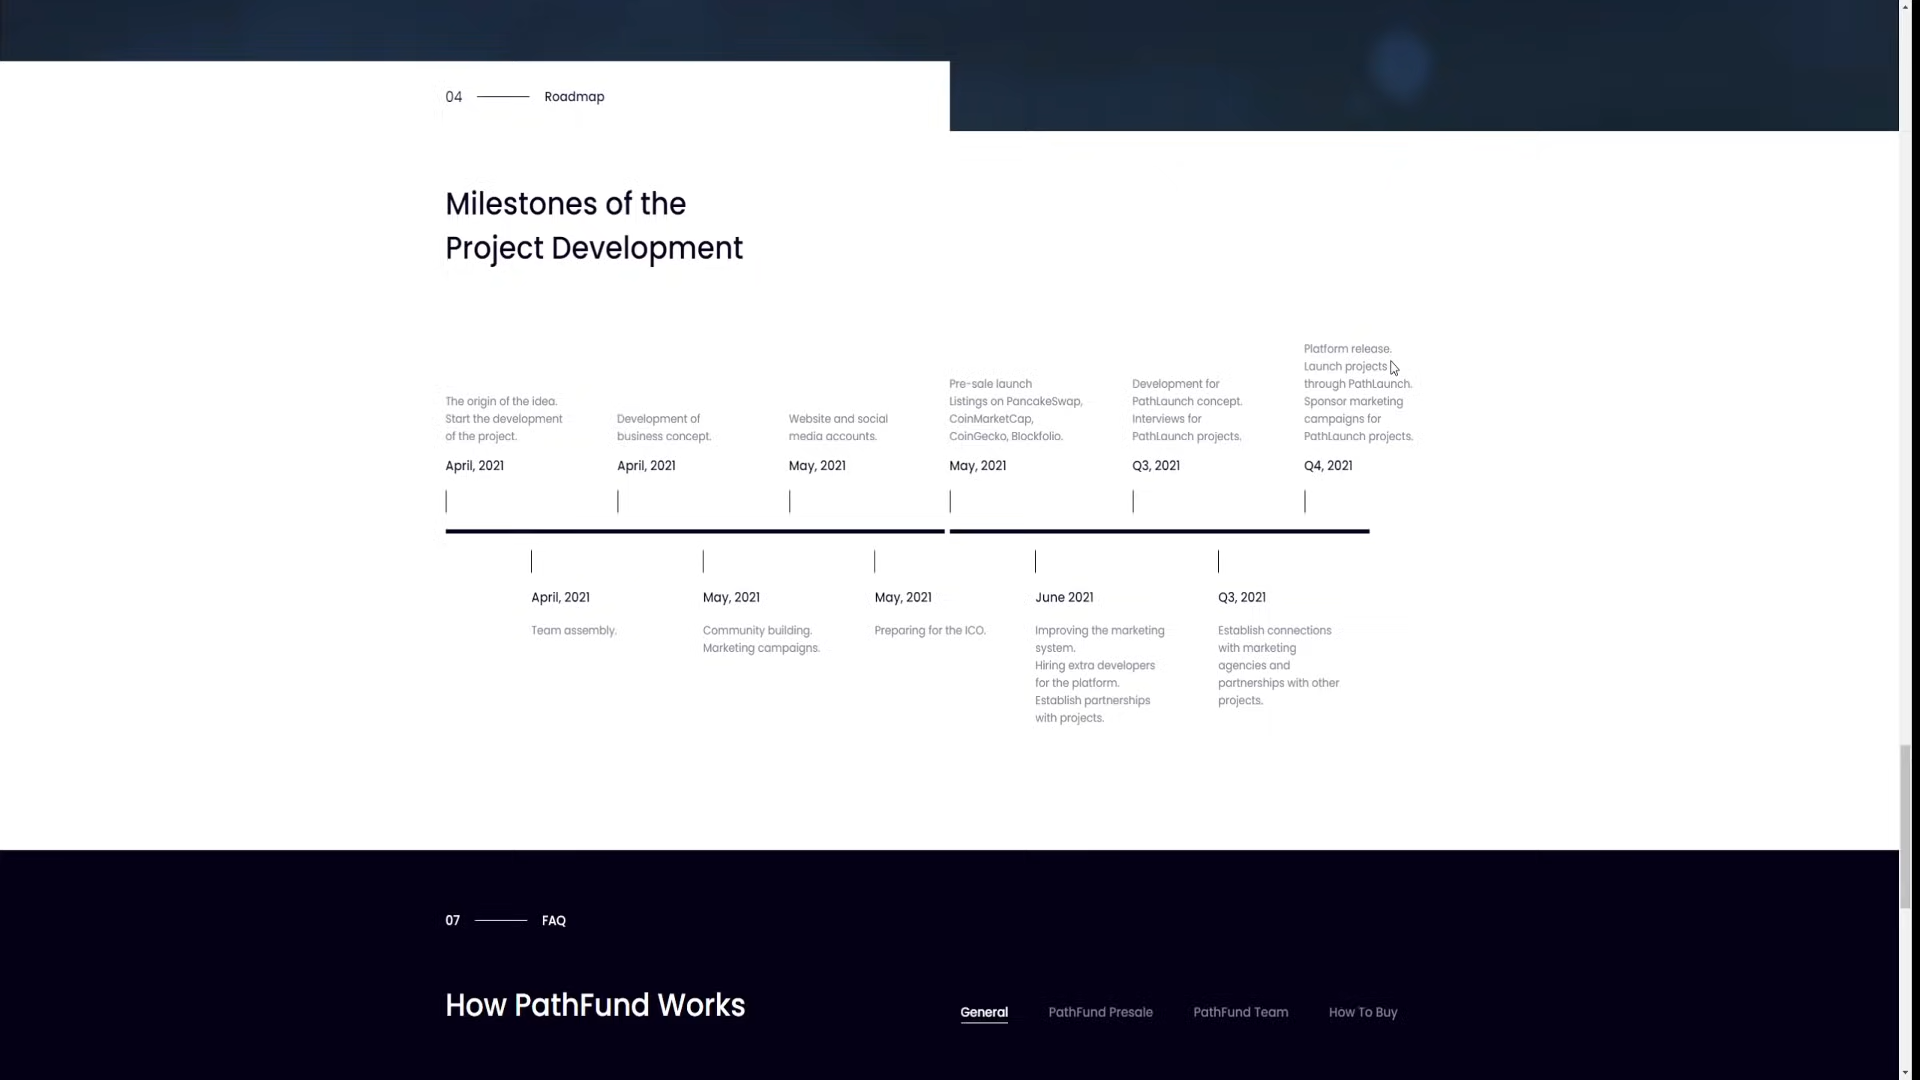 04 Roadmap
Milestones of the
Project Development
The origin of the idea.
Start the development
of the project.
April, 2021
Development of
business concept.
April, 2021
Website and social
media accounts.
May, 2021
Pre-sale launch
Listings on PancakeSwap,
CoinMarketCap,
CoinGecko, Blockfolio.
May, 2021
Development for
PathLaunch concept.
Interviews for
PathLaunch projects.
Q3, 2021
Platform release.
Launch projects
through PathLaunch.
Sponsor marketing
campaigns for
PathLaunch projects.
Q4, 2021
April, 2021
Team assembly.
May, 2021
Community building.
Marketing campaigns.
May, 2021
Preparing for the ICO.
June 2021
Improving the marketing
system.
Hiring extra developers
for the platform.
Establish partnerships
with projects.
Q3, 2021
Establish connections
with marketing
agencies and
partnerships with other
projects.
07 FAQ
How PathFund Works
General PathFund Presale PathFund Team How To Buy